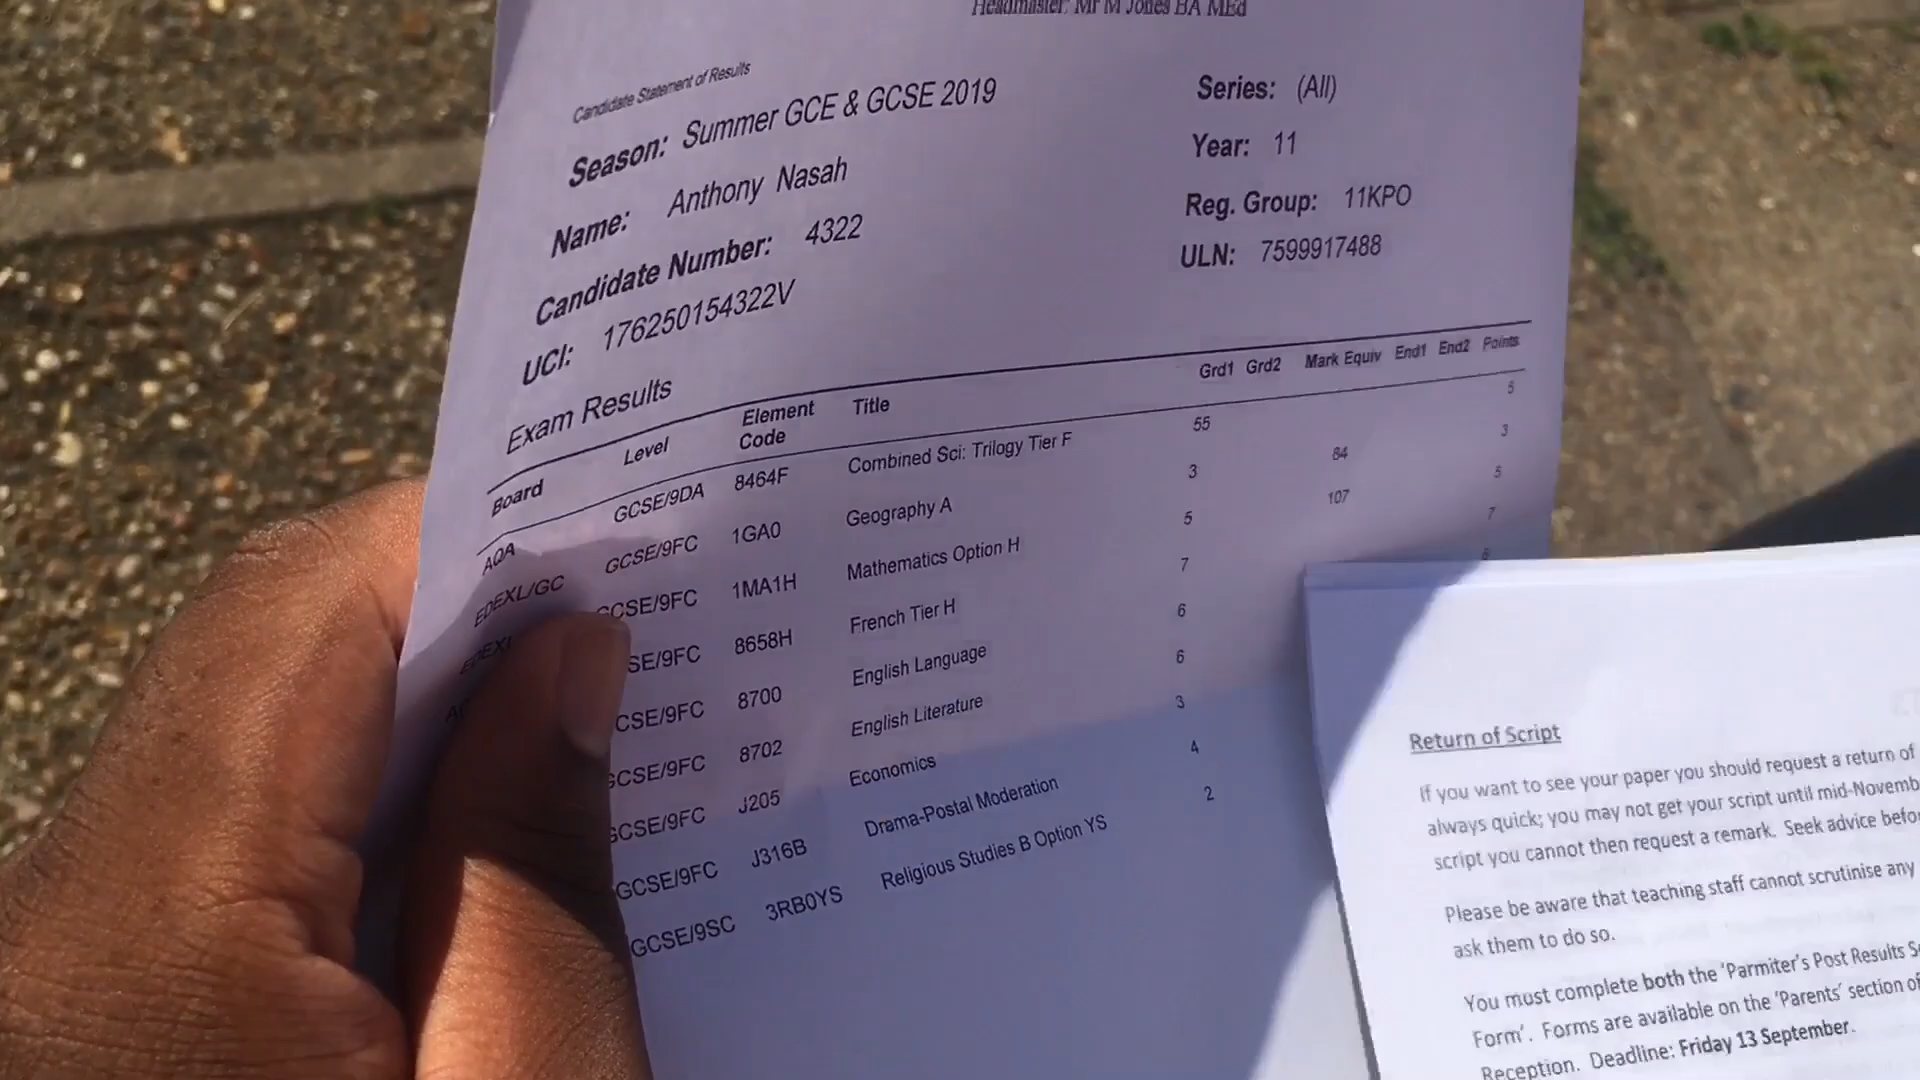 Headmaster: Mr M Jones BA MEd
Candidate Statement of Results
Season: Summer GCE & GCSE 2019
Series: (All)
Name: Anthony Nasah
Year: 11
Candidate Number: 4322
Reg. Group: 11KPO
UCI: 176250154322V
ULN: 7599917488
Exam Results
Board Level Element Code Title Grd1 Grd2 Mark Equiv End1 End2 Points
AQA GCSE/9DA 8464F Combined Sci: Trilogy Tier F 55 5
EDEXL/GC GCSE/9FC 1GA0 Geography A 3 84 3
EDEXL GCSE/9FC 1MA1H Mathematics Option H 5 107 5
SE/9FC 8658H French Tier H 7 7
CSE/9FC 8700 English Language 6 6
GCSE/9FC 8702 English Literature 6
GCSE/9FC J205 Economics 3
GCSE/9FC J316B Drama-Postal Moderation 4
GCSE/9SC 3RB0YS Religious Studies B Option YS 2
Return of Script
If you want to see your paper you should request a return of
always quick; you may not get your script until mid-Novemb
script you cannot then request a remark. Seek advice befo
Please be aware that teaching staff cannot scrutinise any
ask them to do so.
You must complete both the 'Parmiter's Post Results S
Form'. Forms are available on the 'Parents' section of
Reception. Deadline: Friday 13 September.